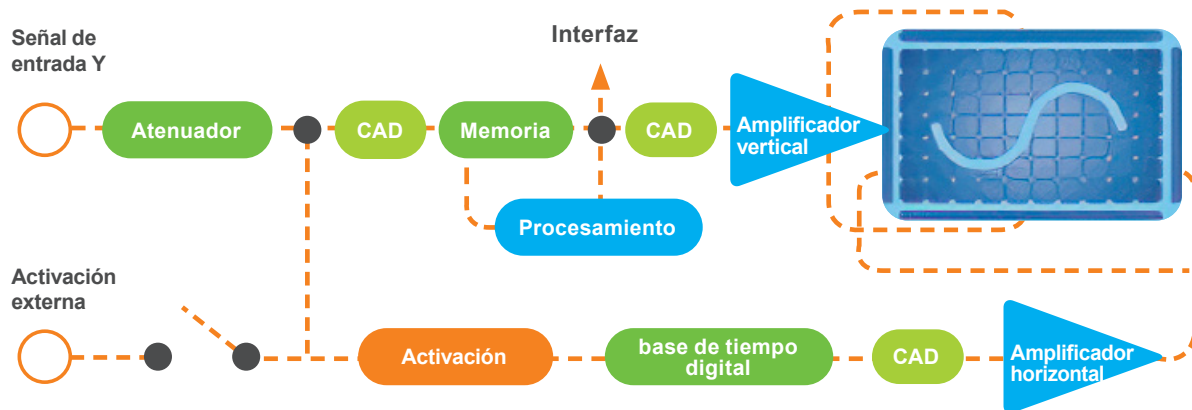 Señal de
entrada Y
Interfaz
Atenuador
CAD
Memoria
CAD
Amplificador
vertical
Procesamiento
Activación
externa
Activación
base de tiempo
digital
CAD
Amplificador
horizontal